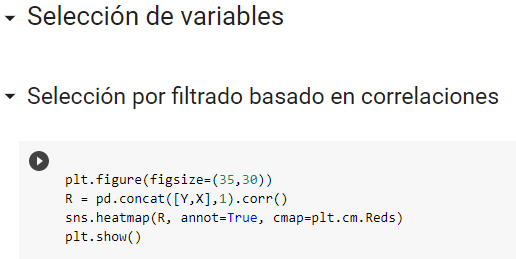 Selección de variables
Selección por filtrado basado en correlaciones
plt.figure(figsize=(35,30))
R = pd.concat([Y,X],1).corr()
sns.heatmap(R, annot=True, cmap=plt.cm.Reds)
plt.show()